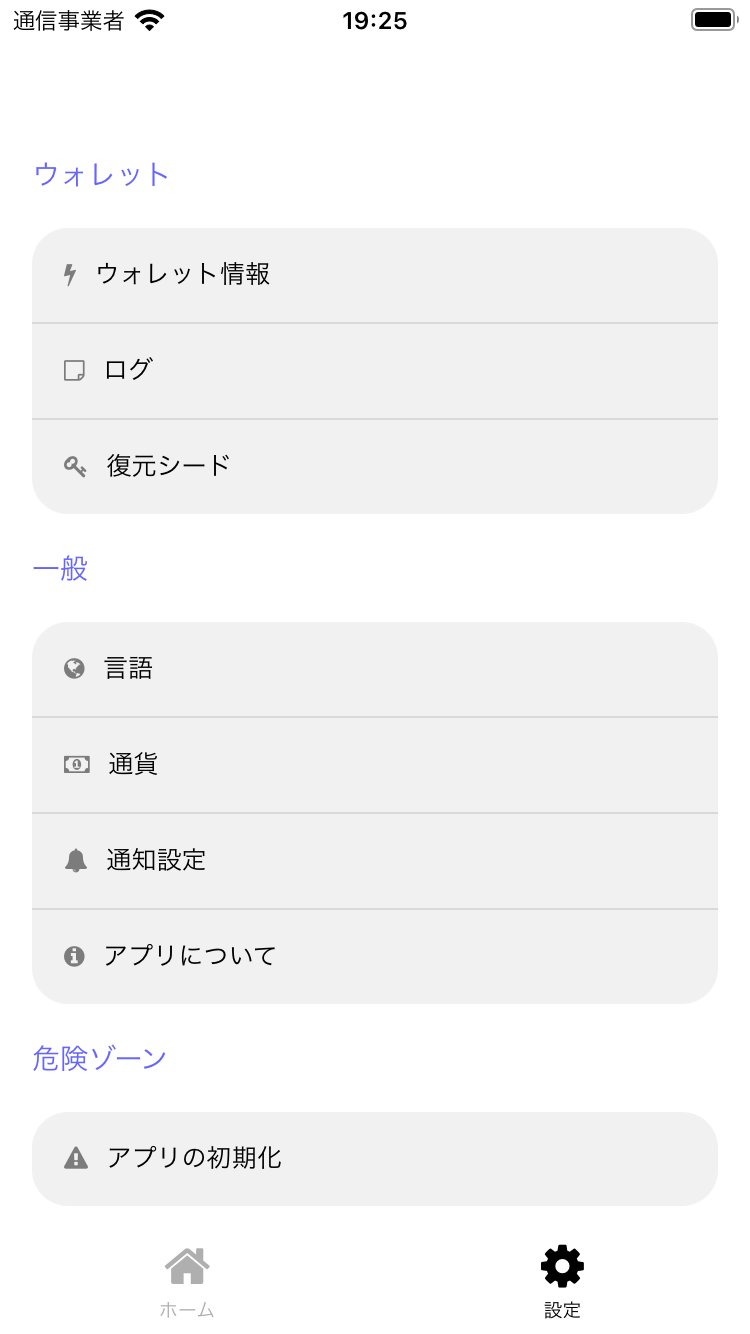 通信事業者 19:25
ウォレット
ウォレット情報
ログ
復元シード
一般
言語
通貨
通知設定
アプリについて
危険ゾーン
アプリの初期化
ホーム 設定